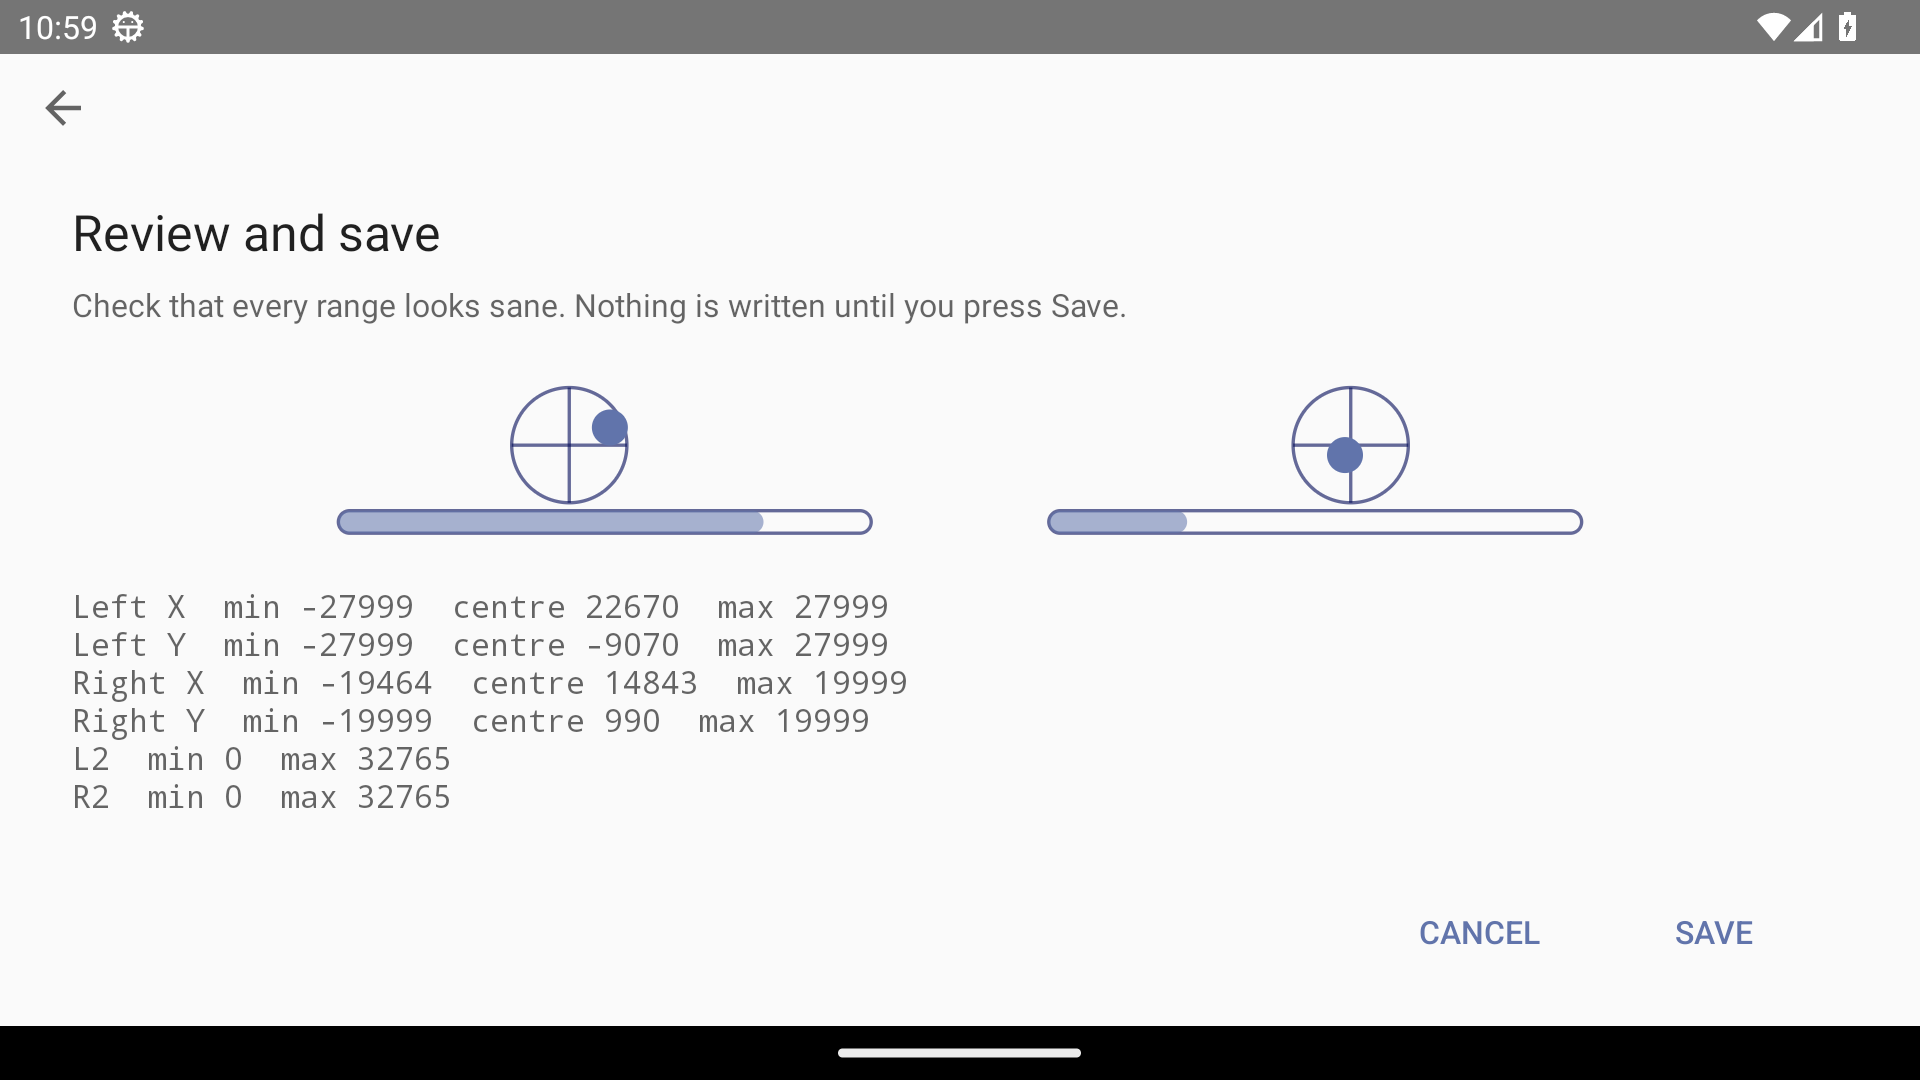 10:59
Review and save
Check that every range looks sane. Nothing is written until you press Save.
Left X  min -27999  centre 22670  max 27999
Left Y  min -27999  centre -9070  max 27999
Right X  min -19464  centre 14843  max 19999
Right Y  min -19999  centre 990  max 19999
L2  min 0  max 32765
R2  min 0  max 32765
CANCEL SAVE